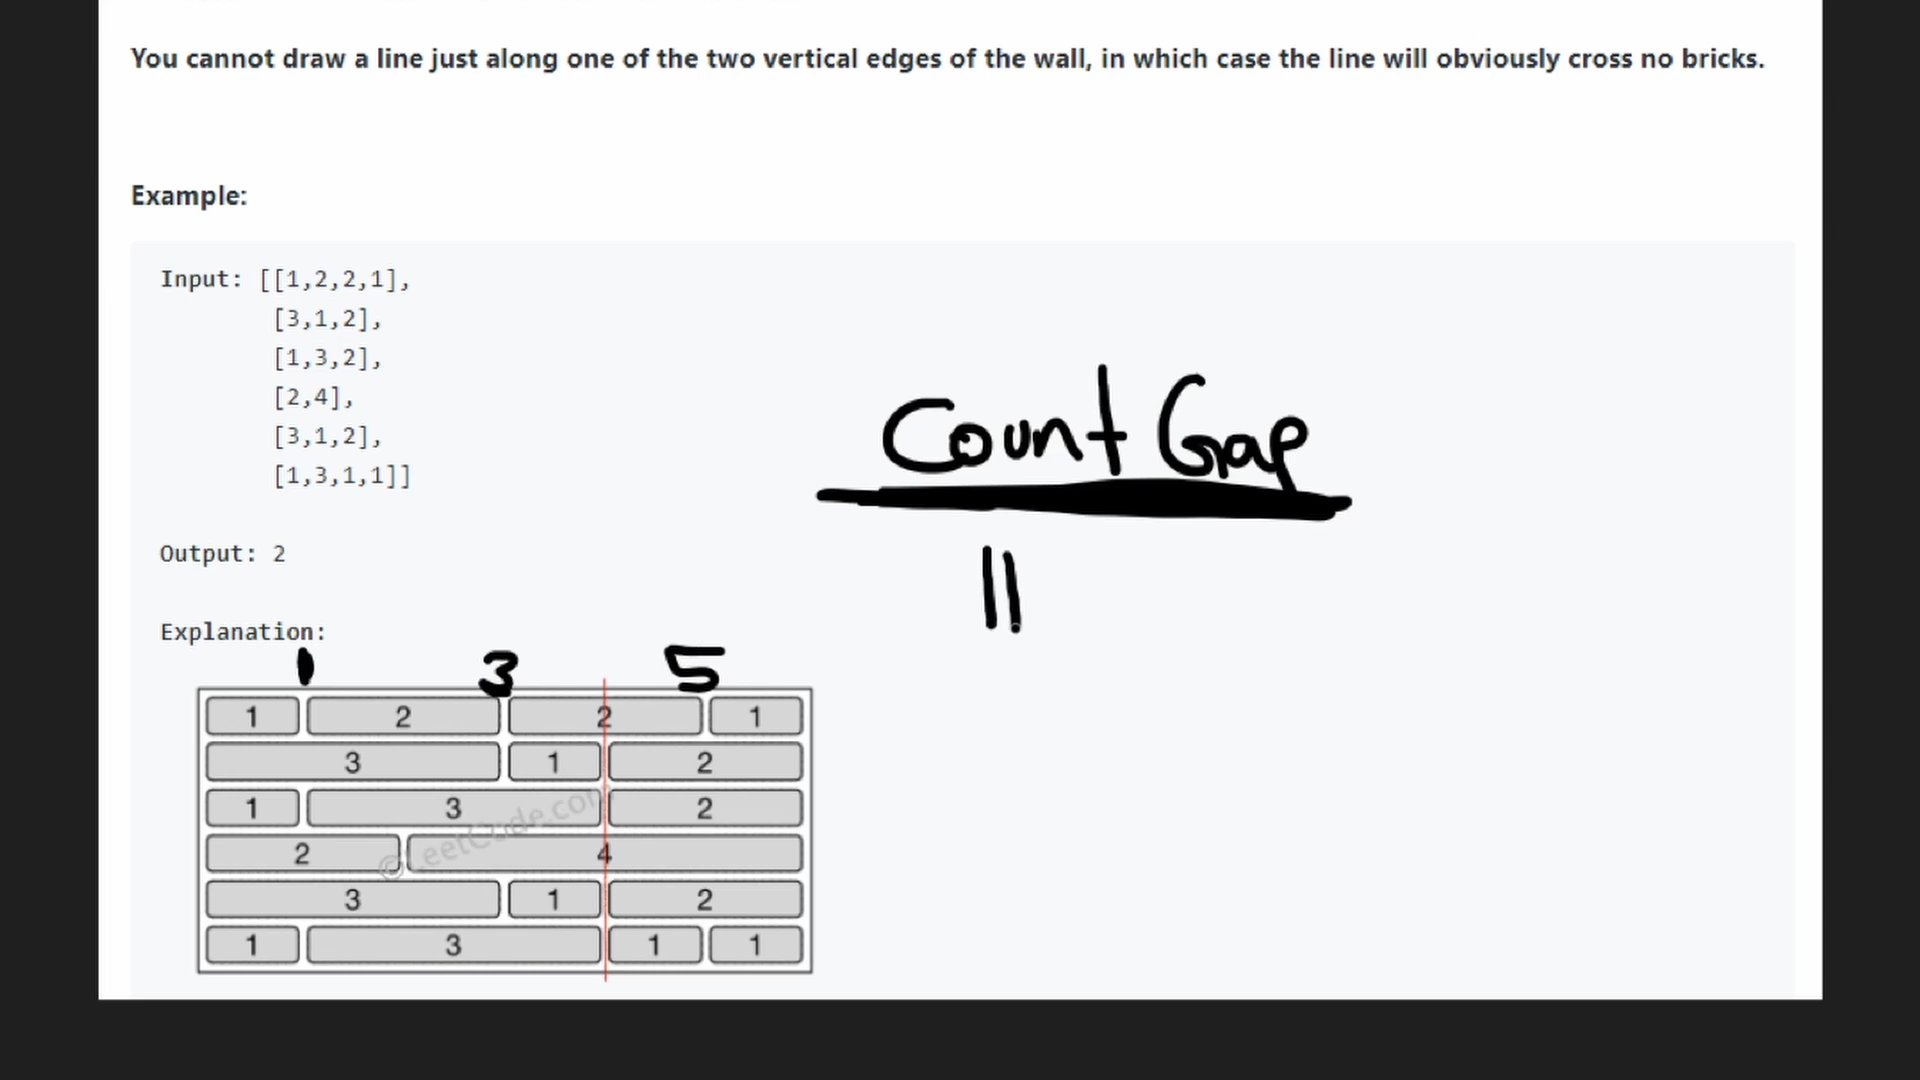 You cannot draw a line just along one of the two vertical edges of the wall, in which case the line will obviously cross no bricks.
Example:
Input: [[1,2,2,1],
[3,1,2],
[1,3,2],
[2,4],
[3,1,2],
[1,3,1,1]]
Count Gap
Output: 2
11
Explanation:
1 3 5
1 2 2 1
3 1 2
1 3 2
2 4
3 1 2
1 3 1 1
©LeetCode.com